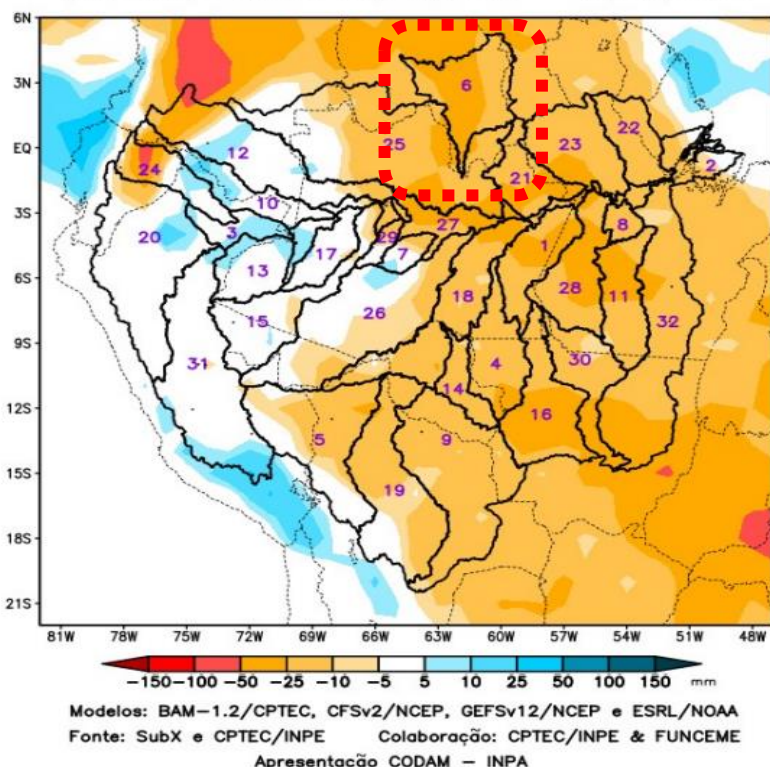 6N
3N
EQ
3S
6S
9S
12S
15S
18S
21S
6
22
12
25
23
24
21
2
10
27
8
20
3
29
1
7
17
13
28
18
11
26
15
32
31
4
30
14
16
5
9
19
81W 78W 75W 72W 69W 66W 63W 60W 57W 54W 51W 48W
-150 -100 -50 -25 -10 -5 5 10 25 50 100 150 mm
Modelos: BAM-1.2/CPTEC, CFSv2/NCEP, GEFSv12/NCEP e ESRL/NOAA
Fonte: SubX e CPTEC/INPE Colaboração: CPTEC/INPE & FUNCEME
Apresentação CODAM - INPA